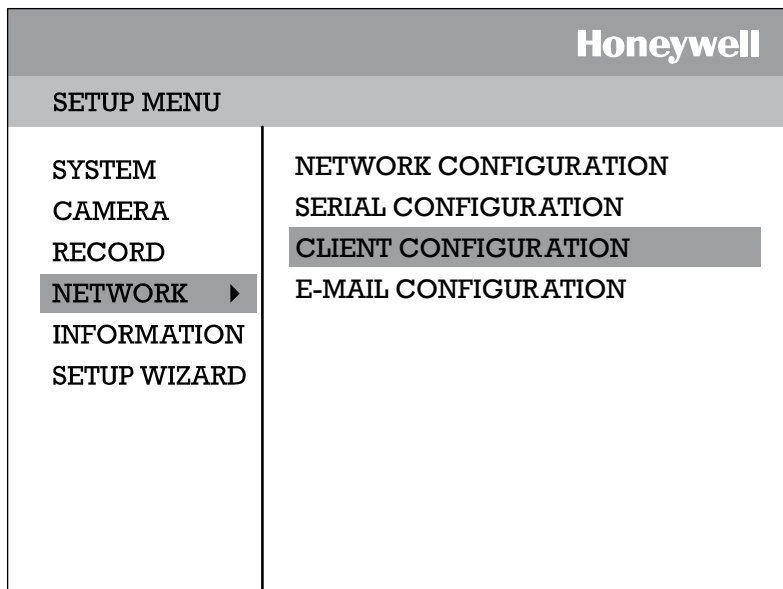 Honeywell
SETUP MENU
SYSTEM
CAMERA
RECORD
NETWORK
INFORMATION
SETUP WIZARD
NETWORK CONFIGURATION
SERIAL CONFIGURATION
CLIENT CONFIGURATION
E-MAIL CONFIGURATION